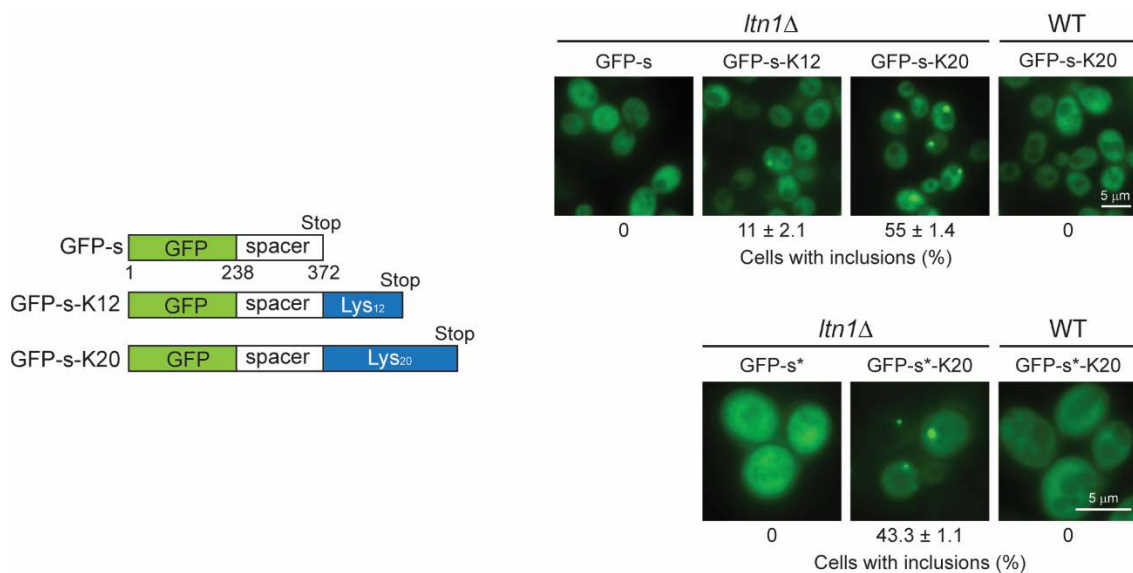 ltn1Δ WT
GFP-s GFP-s-K12 GFP-s-K20 GFP-s-K20
5 µm
0 11 ± 2.1 55 ± 1.4 0
Cells with inclusions (%)
Stop
GFP-s GFP spacer
1 238 372
Stop
GFP-s-K12 GFP spacer Lys₁₂
Stop
GFP-s-K20 GFP spacer Lys₂₀
ltn1Δ WT
GFP-s* GFP-s*-K20 GFP-s*-K20
5 µm
0 43.3 ± 1.1 0
Cells with inclusions (%)